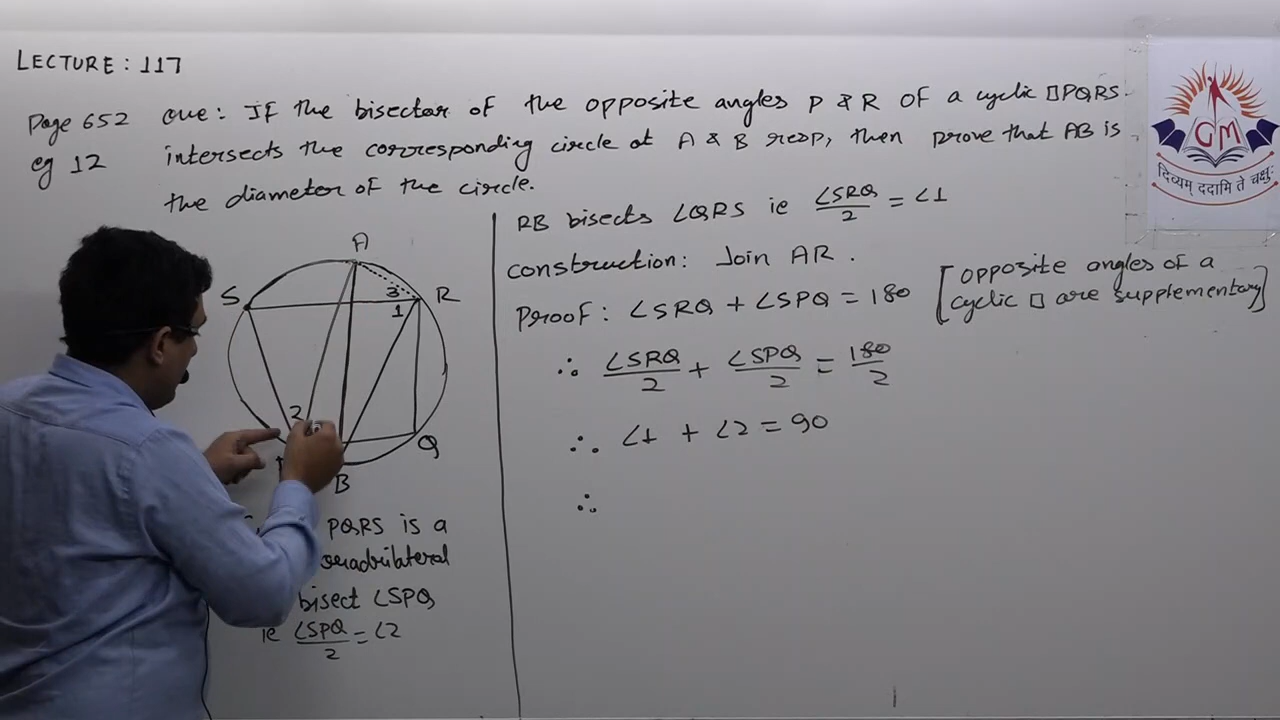 LECTURE : 117
Page 652 Que: If the bisector of the opposite angles P & R of a cyclic □PQRS
eg 12 intersects the corresponding circle at A & B resp, then prove that AB is
the diameter of the circle.
A
S
R
3
1
2
Q
B
PQRS is a
quadrilateral
bisect ∠SPQ
ie ∠SPQ/2 = ∠2
RB bisects ∠QRS ie ∠SRQ/2 = ∠1
construction: Join AR.
Proof: ∠SRQ + ∠SPQ = 180 [opposite angles of a
cyclic □ are supplementary]
∴ ∠SRQ/2 + ∠SPQ/2 = 180/2
∴ ∠1 + ∠2 = 90
∴
GM
दिव्यम् ददामि ते चक्षुः